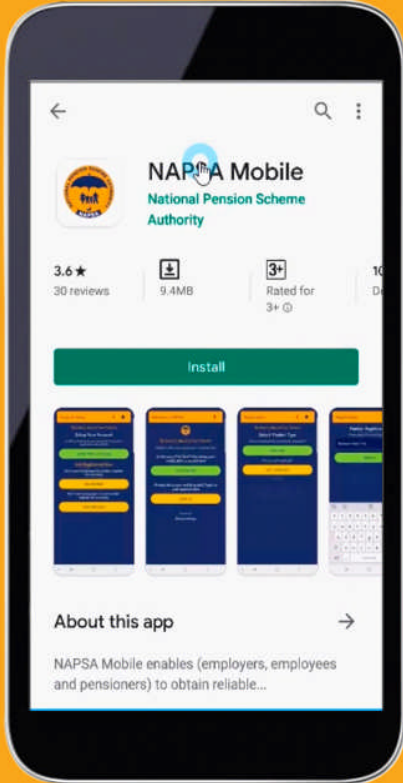 NAPSA Mobile
National Pension Scheme
Authority
3.6★
30 reviews
9.4MB
3+
Rated for
3+
10
Install
About this app
NAPSA Mobile enables (employers, employees
and pensioners) to obtain reliable...